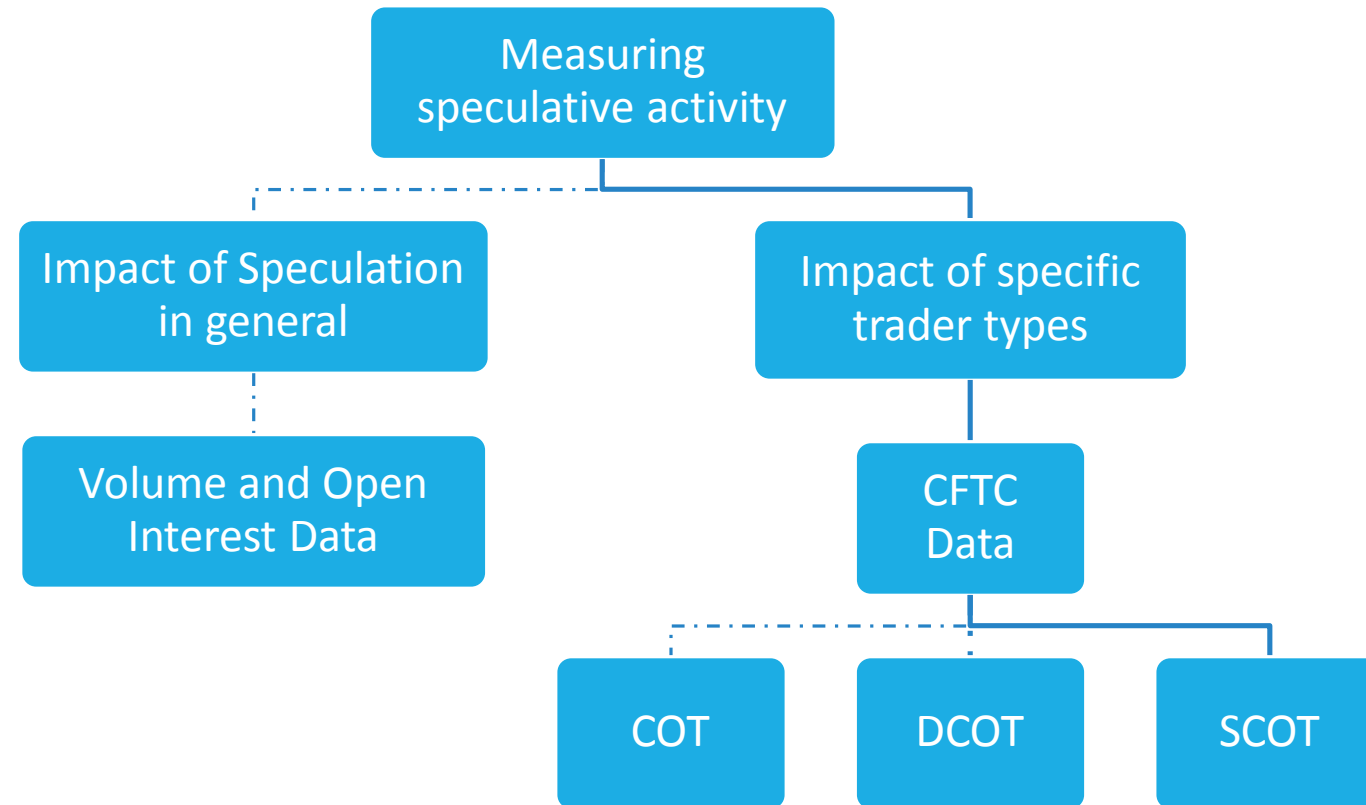 Measuring
speculative activity
Impact of Speculation
in general
Impact of specific
trader types
Volume and Open
Interest Data
CFTC
Data
COT
DCOT
SCOT